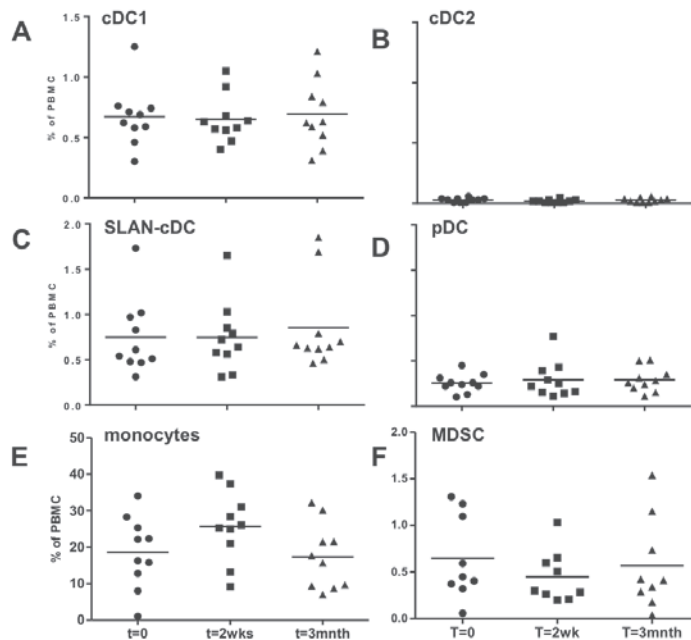 A
cDC1
B
cDC2
% of PBMC
1.5
1.0
0.5
0.0
C
SLAN-cDC
D
pDC
% of PBMC
2.0
1.5
1.0
0.5
0.0
E
monocytes
F
MDSC
% of PBMC
50
40
30
20
10
0
t=0
t=2wks
t=3mnth
2.0
1.5
1.0
0.5
0.0
T=0
T=2wk
T=3mnth